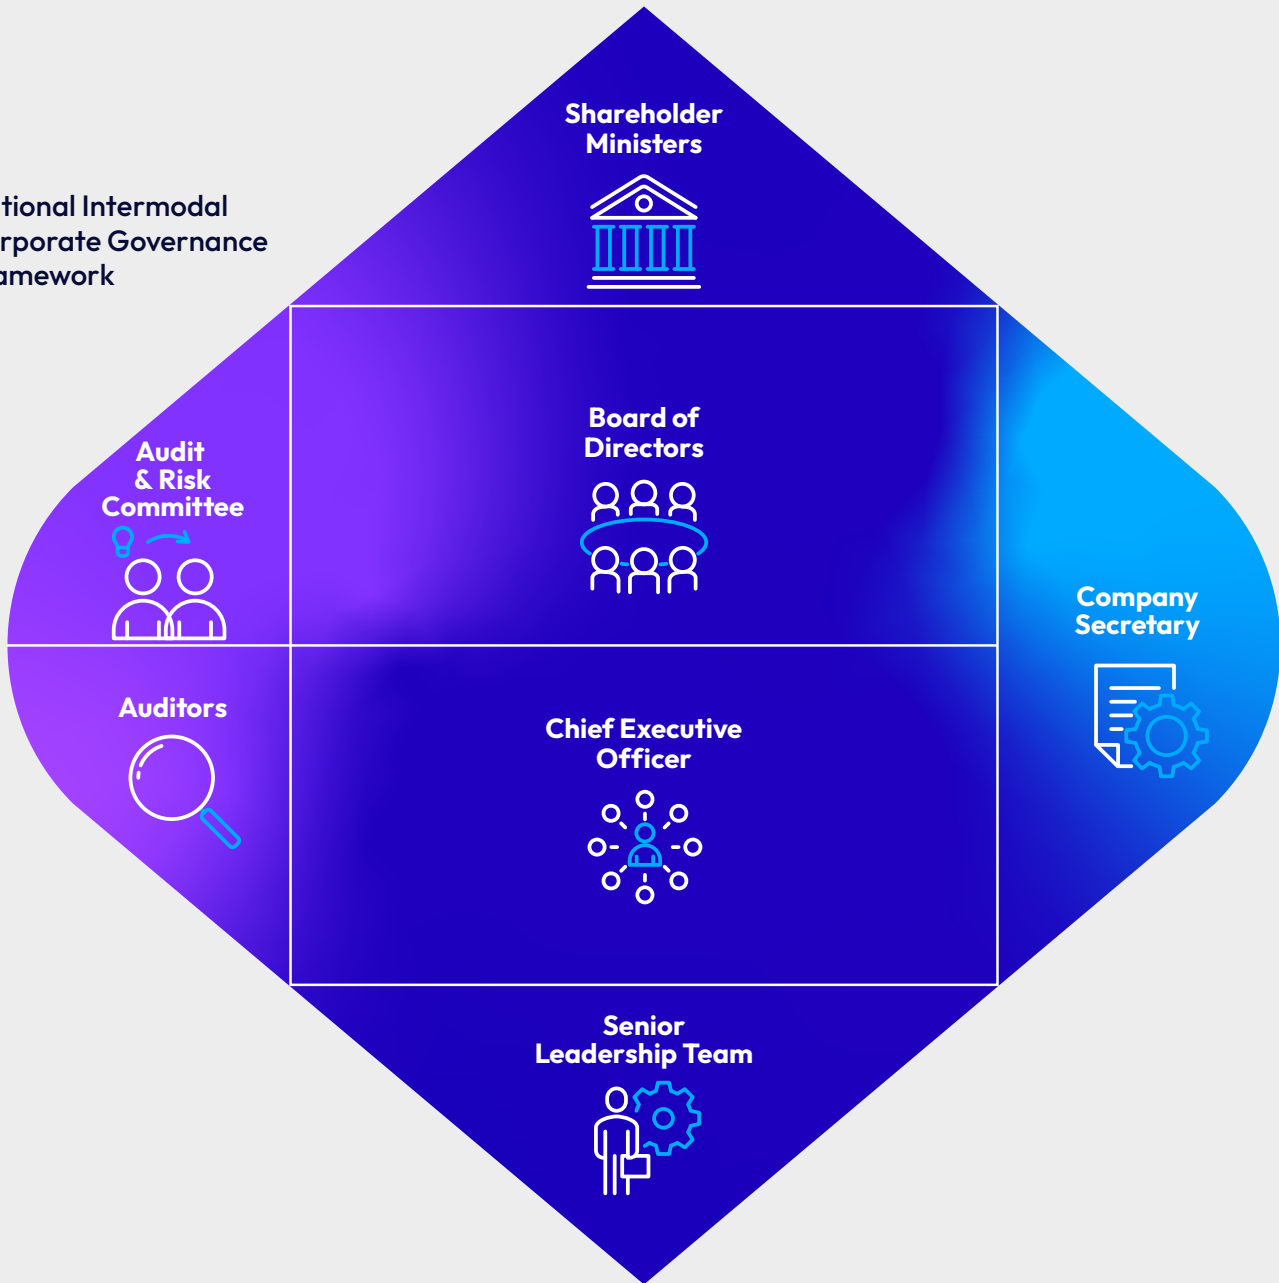 Shareholder
Ministers
tional Intermodal
rporate Governance
amework
Board of
Directors
Audit
& Risk
Committee
Company
Secretary
Auditors
Chief Executive
Officer
Senior
Leadership Team